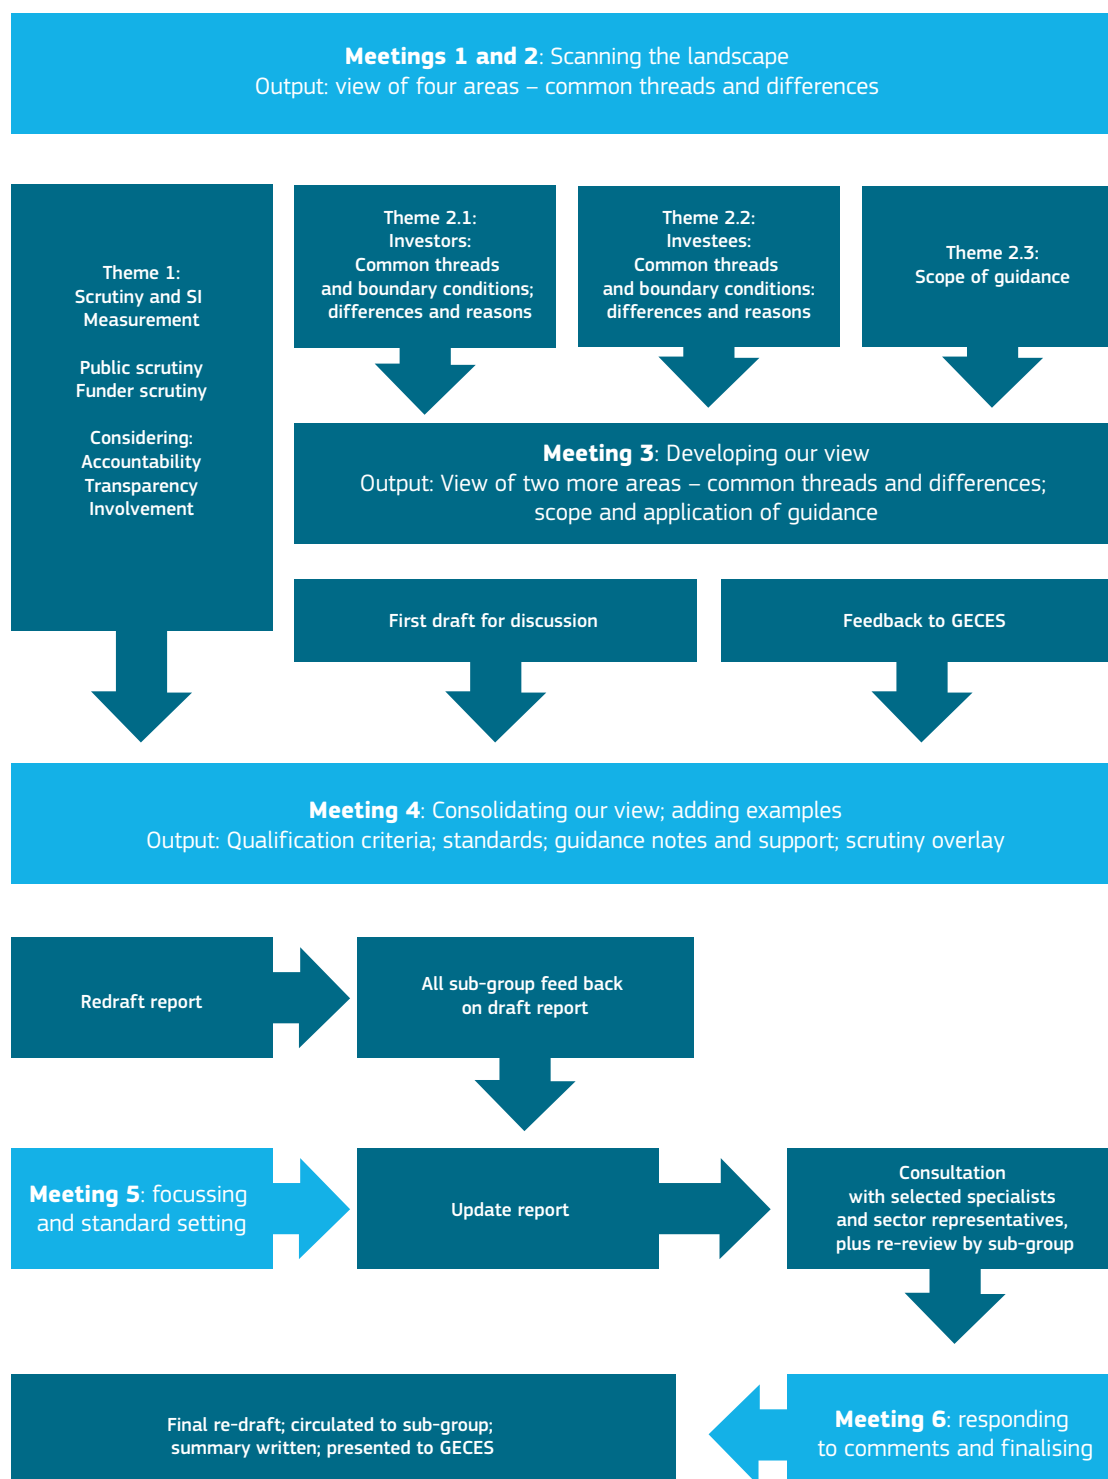 Meetings 1 and 2: Scanning the landscape
Output: view of four areas – common threads and differences
Theme 1:
Scrutiny and SI
Measurement
Public scrutiny
Funder scrutiny
Considering:
Accountability
Transparency
Involvement
Theme 2.1:
Investors:
Common threads
and boundary conditions;
differences and reasons
Theme 2.2:
Investees:
Common threads
and boundary conditions:
differences and reasons
Theme 2.3:
Scope of guidance
Meeting 3: Developing our view
Output: View of two more areas – common threads and differences;
scope and application of guidance
First draft for discussion
Feedback to GECES
Meeting 4: Consolidating our view; adding examples
Output: Qualification criteria; standards; guidance notes and support; scrutiny overlay
Redraft report
All sub-group feed back
on draft report
Meeting 5: focussing
and standard setting
Update report
Consultation
with selected specialists
and sector representatives,
plus re-review by sub-group
Final re-draft; circulated to sub-group;
summary written; presented to GECES
Meeting 6: responding
to comments and finalising